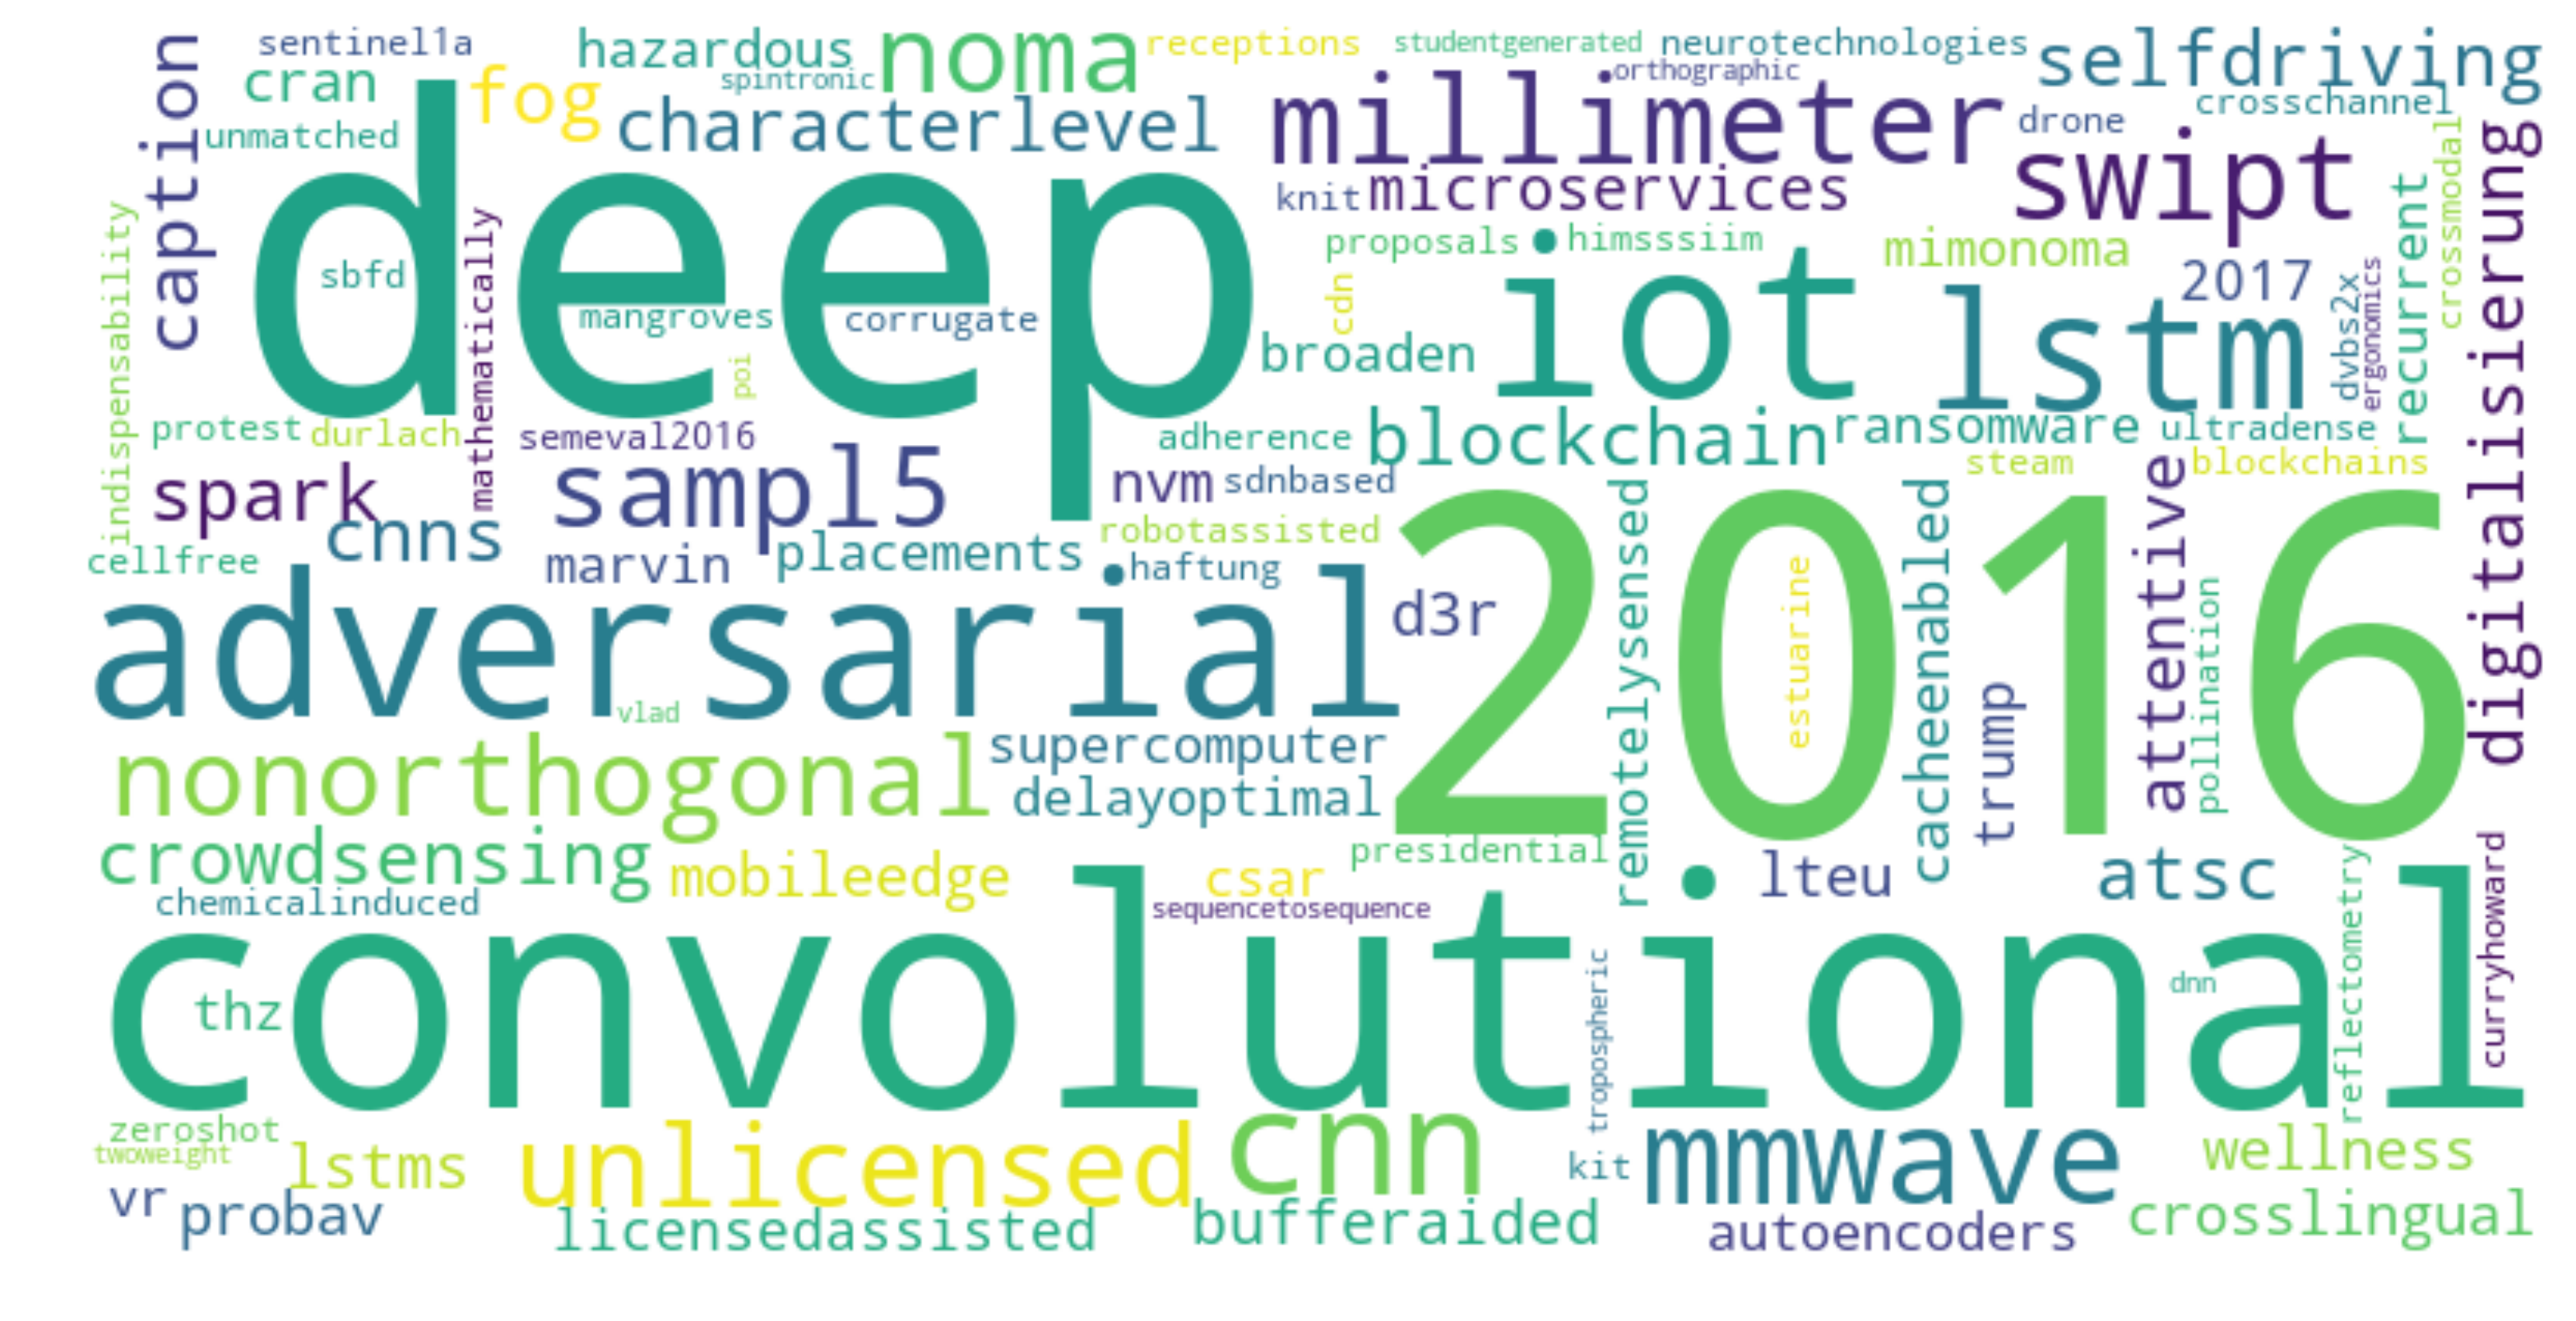 sentinel1a
hazardous
noma
receptions
studentgenerated
neurotechnologies
selfdriving
caption
cran
fog
spintronic
orthographic
millimeter
crosschannel
unmatched
characterlevel
drone
swipt
deep
knit
microservices
recurrent
crossmodal
digitalisierung
indispensability
mathematically
sbfd
mangroves
corrugate
poi
proposals
himsssiim
mimonoma
cdn
iot
2017
lstm
dvbs2x
ergonomics
broaden
protest
durlach
semeval2016
adherence
blockchain
ransomware
ultradense
spark
sampl5
nvm
sdnbased
steam
blockchains
cnns
robotassisted
2016
cellfree
marvin
placements
haftung
adversarial
d3r
remotelysensed
estuarine
cacheenabled
trump
attentive
pollination
vlad
nonorthogonal
supercomputer
delayoptimal
crowdsensing
mobileedge
csar
presidential
lteu
atsc
reflectometry
curryhoward
chemicalinduced
sequencetosequence
convolutional
thz
tropospheric
dnn
zeroshot
twoweight
lstms
unlicensed
cnn
kit
mmwave
wellness
vr
probav
licensedassisted
bufferaided
autoencoders
crosslingual